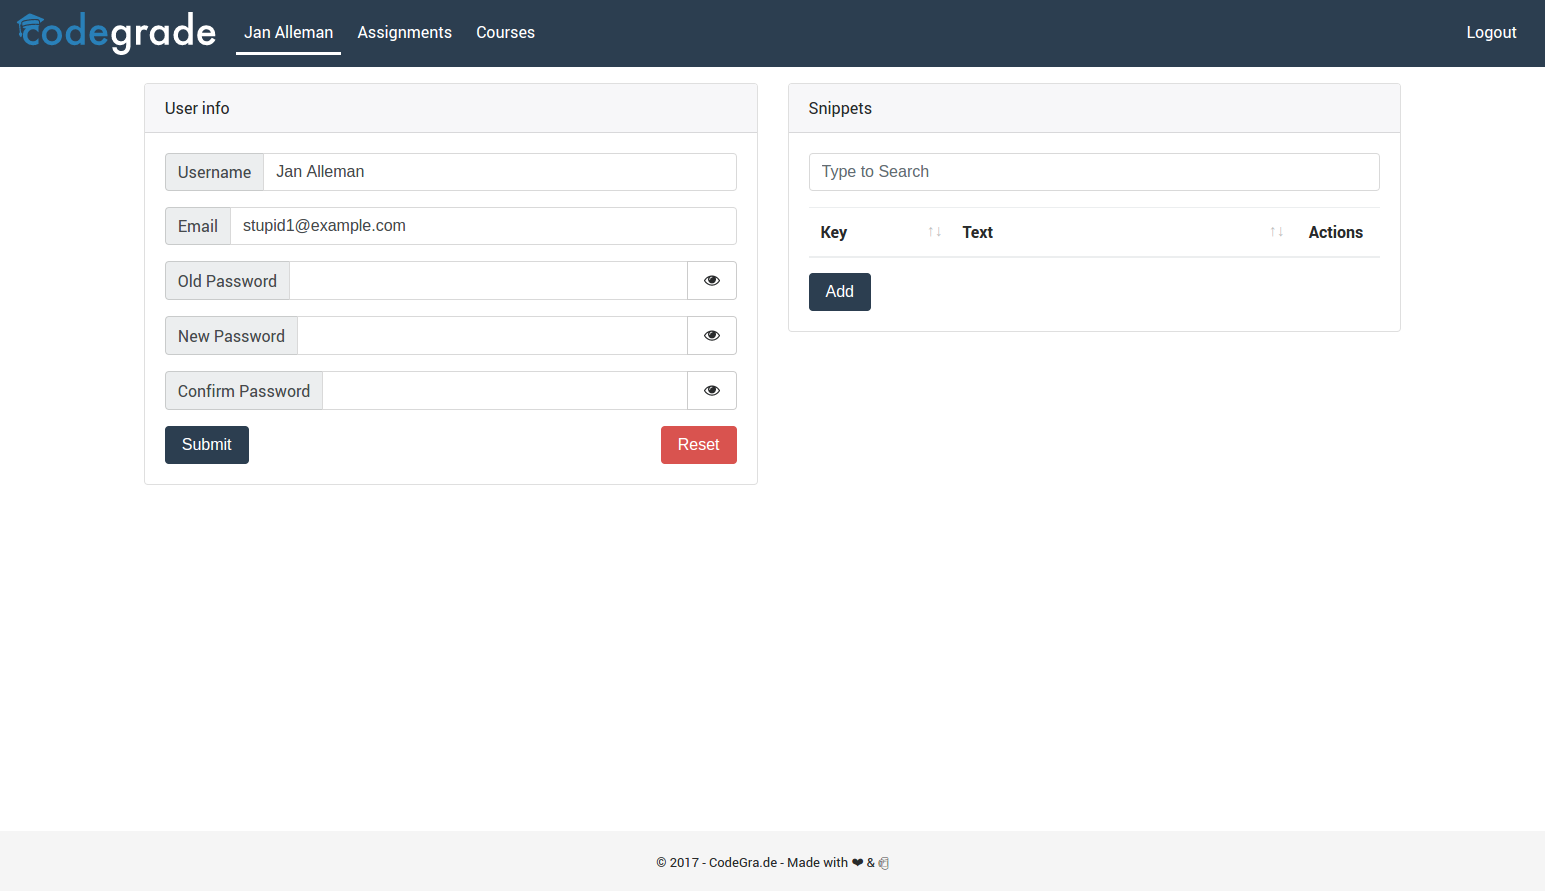 codegrade Jan Alleman Assignments Courses Logout
User info
Username Jan Alleman
Email stupid1@example.com
Old Password
New Password
Confirm Password
Submit Reset
Snippets
Type to Search
Key ↑↓ Text ↑↓ Actions
Add
© 2017 - CodeGra.de - Made with ❤ &